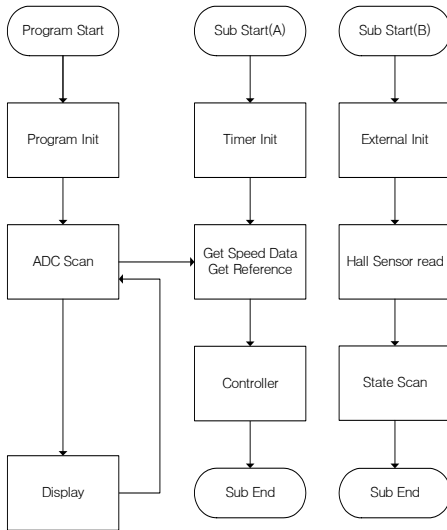 Program Start
Program Init
ADC Scan
Display
Sub Start(A)
Timer Init
Get Speed Data
Get Reference
Controller
Sub End
Sub Start(B)
External Init
Hall Sensor read
State Scan
Sub End